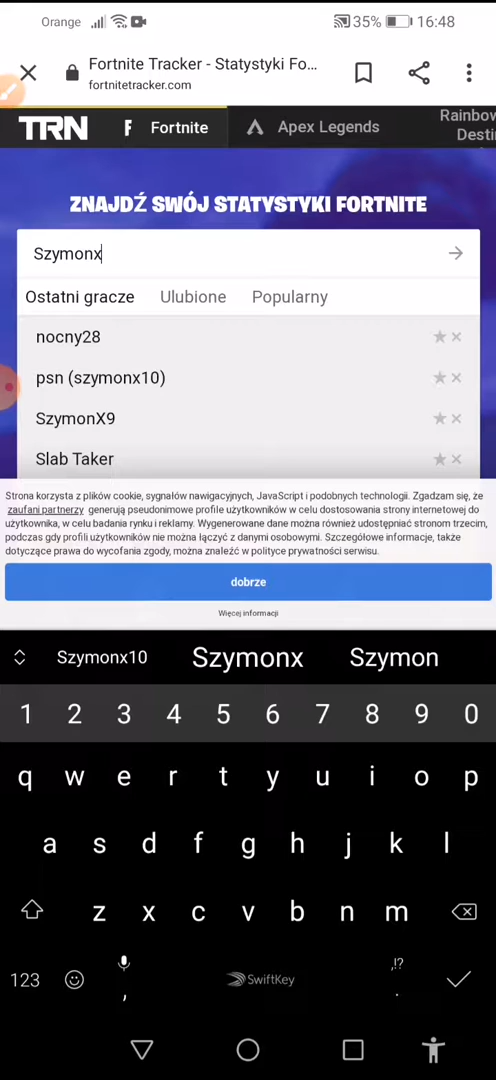 Orange 35% 16:48
Fortnite Tracker - Statystyki Fo...
fortnitetracker.com
TRN Fortnite Apex Legends Rainbow
Desti
ZNAJDŹ SWÓJ STATYSTYKI FORTNITE
Szymonx
Ostatni gracze Ulubione Popularny
nocny28
psn (szymonx10)
SzymonX9
Slab Taker
Strona korzysta z plików cookie, sygnałów nawigacyjnych, JavaScript i podobnych technologii. Zgadzam się, że
zaufani partnerzy generują pseudonimowe profile użytkowników w celu dostosowania strony internetowej do
użytkownika, w celu badania rynku i reklamy. Wygenerowane dane można również udostępniać stronom trzecim,
podczas gdy profili użytkowników nie można łączyć z danymi osobowymi. Szczegółowe informacje, także
dotyczące prawa do wycofania zgody, można znaleźć w polityce prywatności serwisu.
dobrze
Więcej informacji
Szymonx10 Szymonx Szymon
1 2 3 4 5 6 7 8 9 0
q w e r t y u i o p
a s d f g h j k l
z x c v b n m
123 , SwiftKey ,!? .